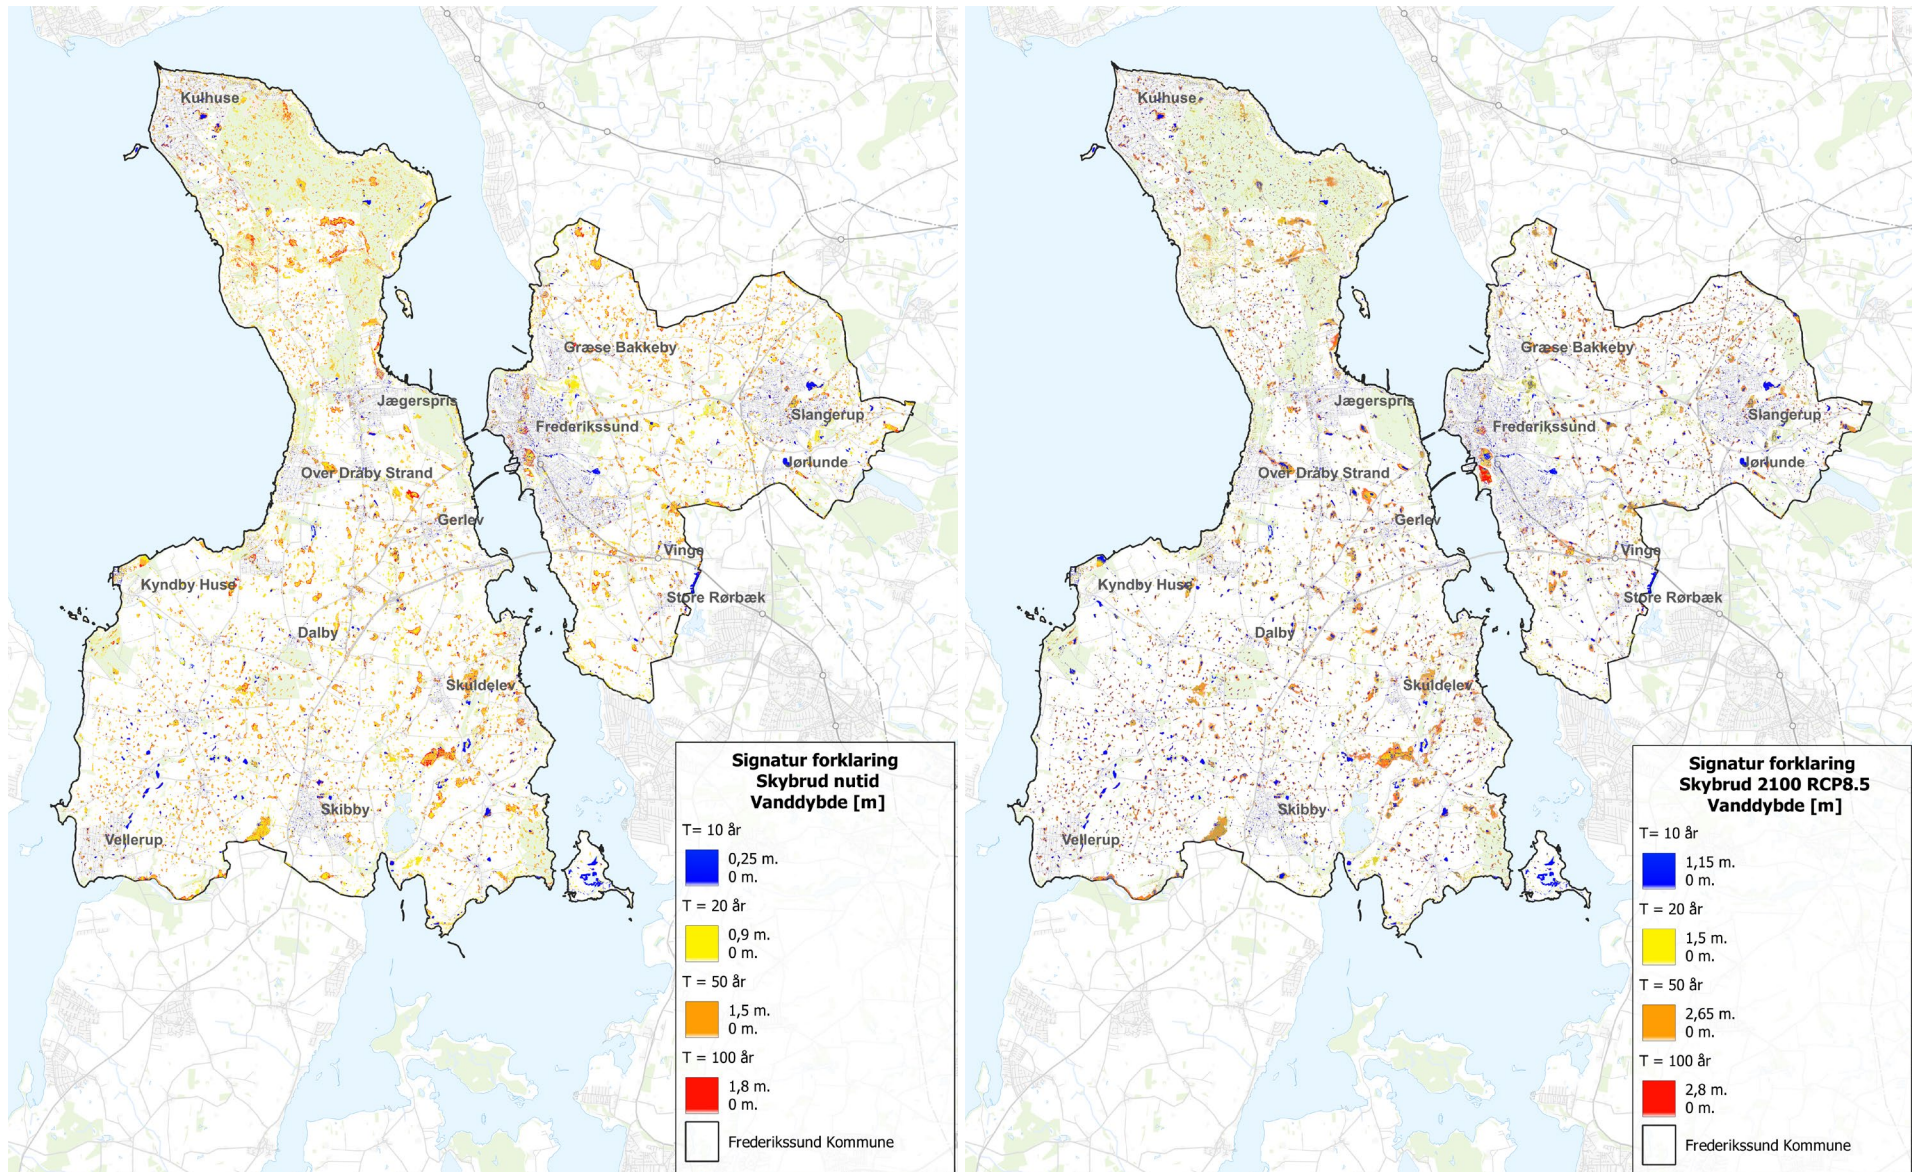 Kulhuse
Græse Bakkeby
Jægerspris
Slangerup
Frederikssund
Jørlunde
Over Dråby Strand
Gerlev
Vinge
Kyndby Huse
Store Rørbæk
Dalby
Skuldelev
Skibby
Vellerup
Signatur forklaring
Skybrud nutid
Vanddybde [m]
T= 10 år
0,25 m.
0 m.
T = 20 år
0,9 m.
0 m.
T = 50 år
1,5 m.
0 m.
T = 100 år
1,8 m.
0 m.
Frederikssund Kommune
Kulhuse
Græse Bakkeby
Jægerspris
Slangerup
Frederikssund
Jørlunde
Over Dråby Strand
Gerlev
Vinge
Kyndby Huse
Store Rørbæk
Dalby
Skuldelev
Skibby
Vellerup
Signatur forklaring
Skybrud 2100 RCP8.5
Vanddybde [m]
T= 10 år
1,15 m.
0 m.
T = 20 år
1,5 m.
0 m.
T = 50 år
2,65 m.
0 m.
T = 100 år
2,8 m.
0 m.
Frederikssund Kommune